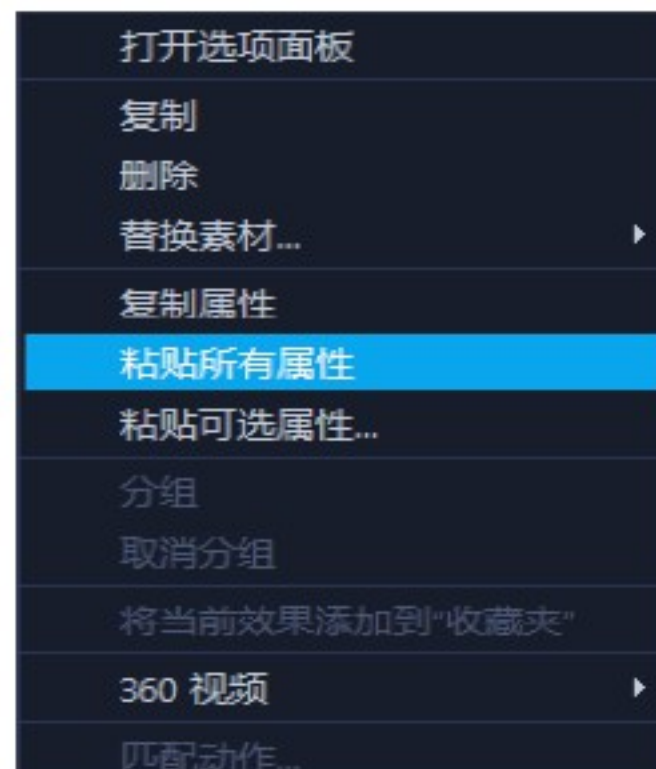 打开选项面板
复制
删除
替换素材...
复制属性
粘贴所有属性
粘贴可选属性...
分组
取消分组
将当前效果添加到“收藏夹”
360 视频
匹配动作...